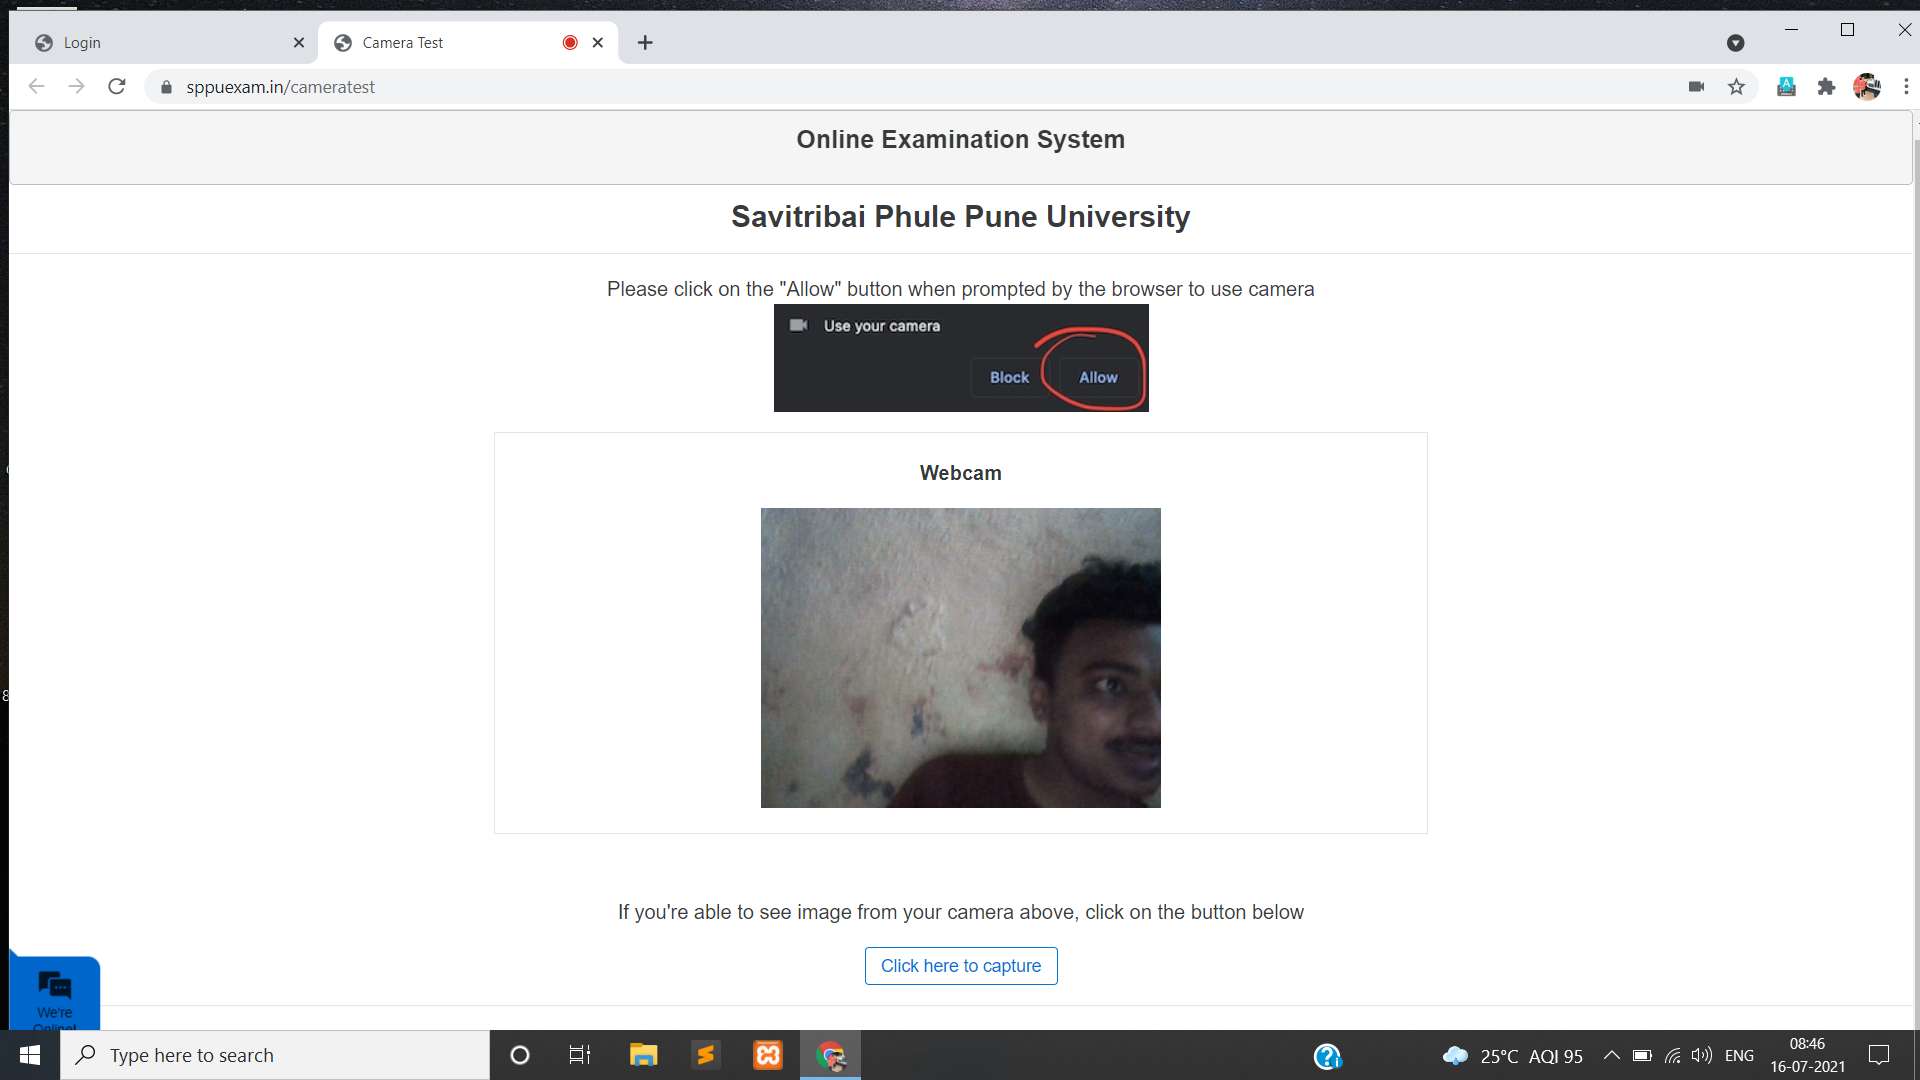 Login
Camera Test
sppuexam.in/cameratest
Online Examination System
Savitribai Phule Pune University
Please click on the "Allow" button when prompted by the browser to use camera
Use your camera
Block
Allow
Webcam
If you're able to see image from your camera above, click on the button below
Click here to capture
We're
Online!
Type here to search
25°C AQI 95
ENG
08:46
16-07-2021